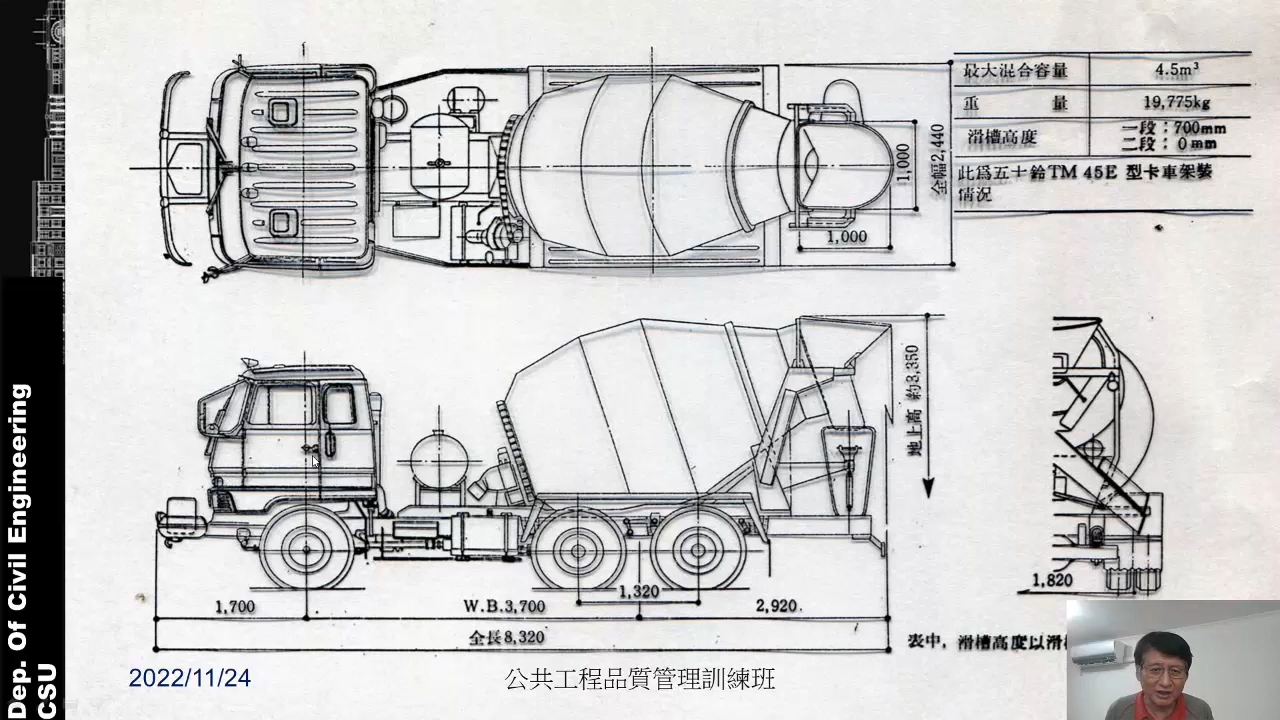 Dep. Of Civil Engineering
CSU
最大混合容量 4.5m³
重 量 19,775kg
滑槽高度 一段：700mm
二段：0mm
此爲五十鈴TM 45E 型卡車架裝
情況
全幅2,440
1,000
1,000
地上高 約3,350
1,700
W.B.3,700
1,320
2,920
全長8,320
1,820
表中，滑槽高度以滑
2022/11/24
公共工程品質管理訓練班